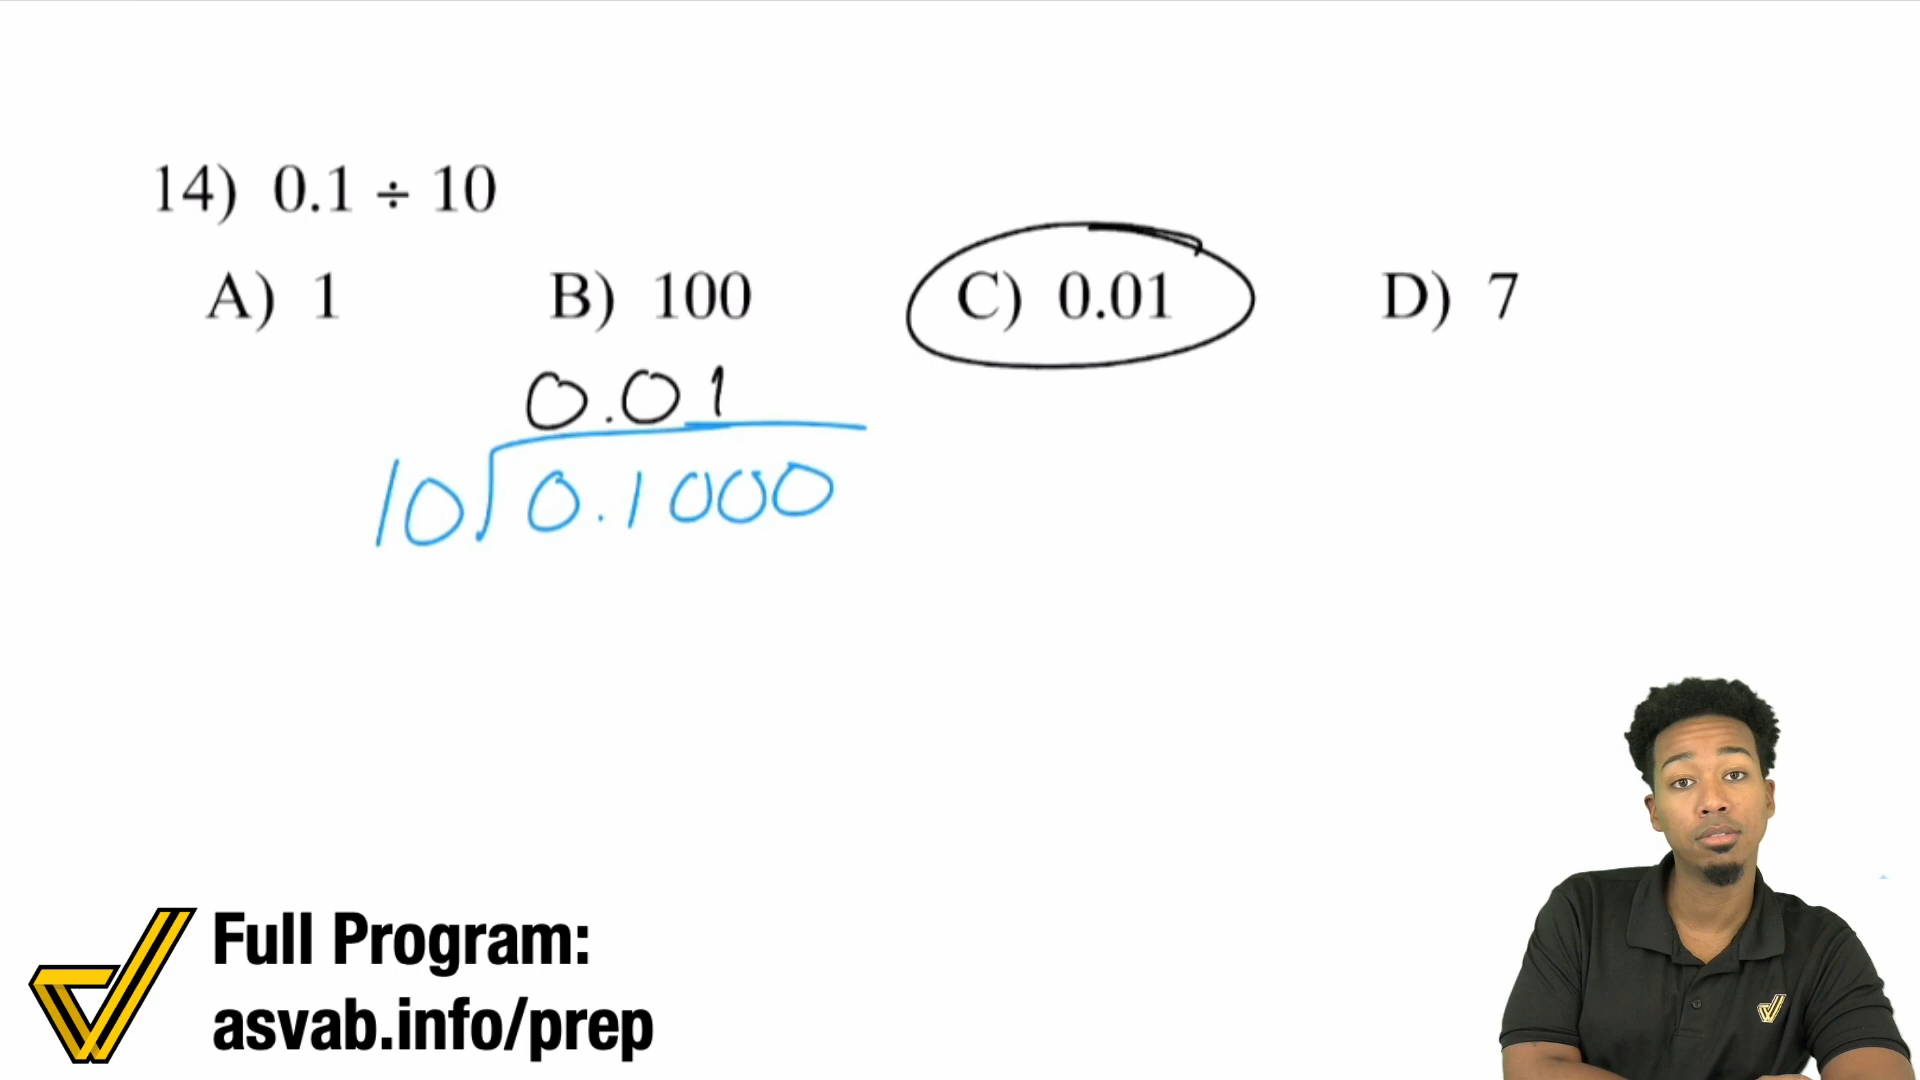 14) 0.1 ÷ 10
A) 1 B) 100 C) 0.01 D) 7
0.01
10 0.1000
Full Program:
asvab.info/prep